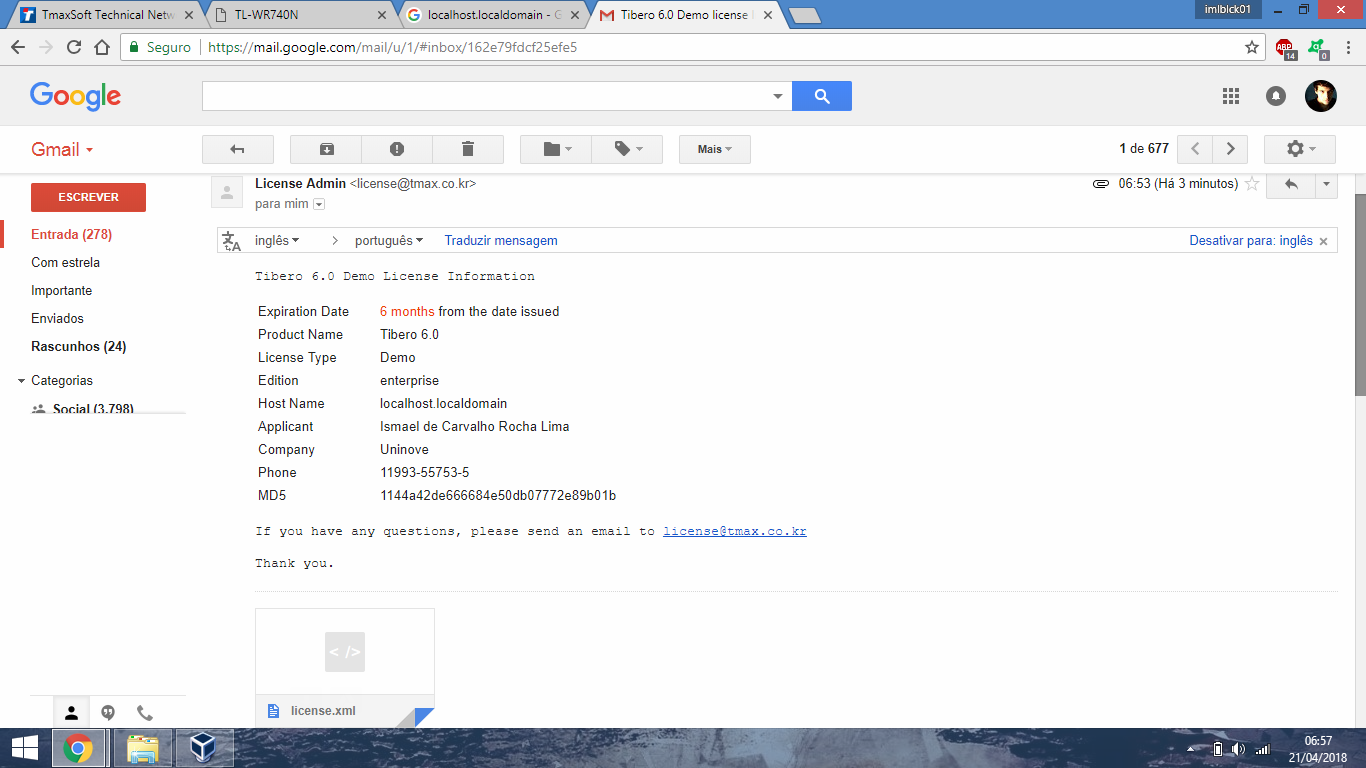 TmaxSoft Technical Netw
TL-WR740N
localhost.localdomain - G
Tibero 6.0 Demo license
imlblck01
Seguro
https://mail.google.com/mail/u/1/#inbox/162e79fdcf25efe5
ABP
14
0
Google
Gmail
Mais
1 de 677
ESCREVER
License Admin <license@tmax.co.kr>
06:53 (Há 3 minutos)
para mim
Entrada (278)
Com estrela
Importante
Enviados
Rascunhos (24)
Categorias
Social (3.798)
inglês
português
Traduzir mensagem
Desativar para: inglês
Tibero 6.0 Demo License Information
Expiration Date 6 months from the date issued
Product Name Tibero 6.0
License Type Demo
Edition enterprise
Host Name localhost.localdomain
Applicant Ismael de Carvalho Rocha Lima
Company Uninove
Phone 11993-55753-5
MD5 1144a42de666684e50db07772e89b01b
If you have any questions, please send an email to license@tmax.co.kr
Thank you.
</>
license.xml
06:57
21/04/2018